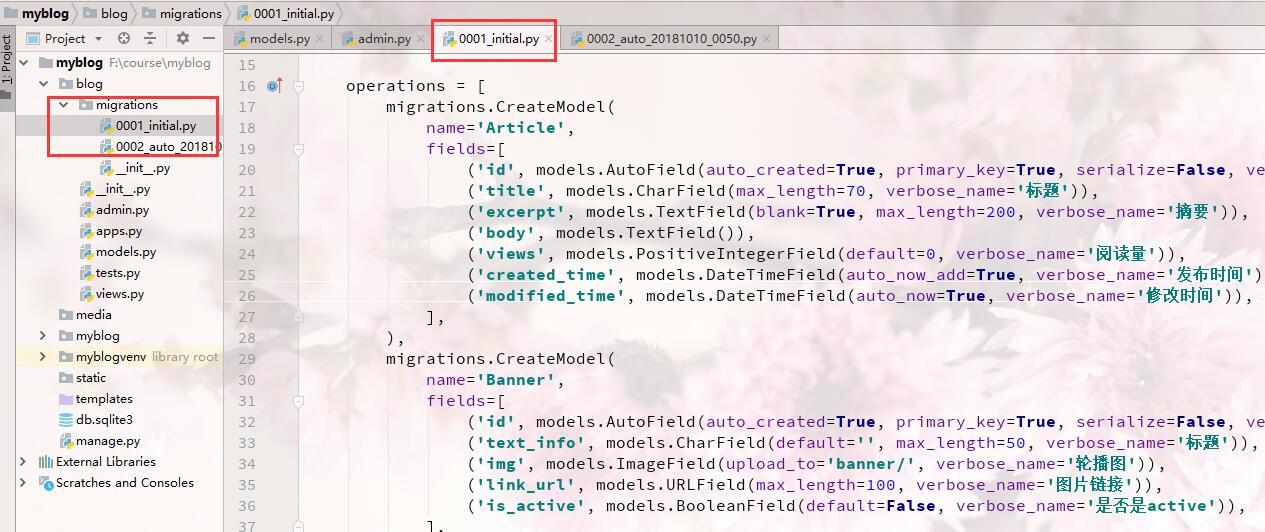 myblog blog migrations 0001_initial.py
1: Project
Project
models.py admin.py 0001_initial.py 0002_auto_20181010_0050.py
myblog F:\course\myblog
blog
migrations
0001_initial.py
0002_auto_201810
__init__.py
__init__.py
admin.py
apps.py
models.py
tests.py
views.py
media
myblog
myblogvenv library root
static
templates
db.sqlite3
manage.py
External Libraries
Scratches and Consoles
15
16 operations = [
17 migrations.CreateModel(
18 name='Article',
19 fields=[
20 ('id', models.AutoField(auto_created=True, primary_key=True, serialize=False, ve
21 ('title', models.CharField(max_length=70, verbose_name='标题')),
22 ('excerpt', models.TextField(blank=True, max_length=200, verbose_name='摘要')),
23 ('body', models.TextField()),
24 ('views', models.PositiveIntegerField(default=0, verbose_name='阅读量')),
25 ('created_time', models.DateTimeField(auto_now_add=True, verbose_name='发布时间')
26 ('modified_time', models.DateTimeField(auto_now=True, verbose_name='修改时间')),
27 ],
28 ),
29 migrations.CreateModel(
30 name='Banner',
31 fields=[
32 ('id', models.AutoField(auto_created=True, primary_key=True, serialize=False, ve
33 ('text_info', models.CharField(default='', max_length=50, verbose_name='标题')),
34 ('img', models.ImageField(upload_to='banner/', verbose_name='轮播图')),
35 ('link_url', models.URLField(max_length=100, verbose_name='图片链接')),
36 ('is_active', models.BooleanField(default=False, verbose_name='是否是active')),
37 ],